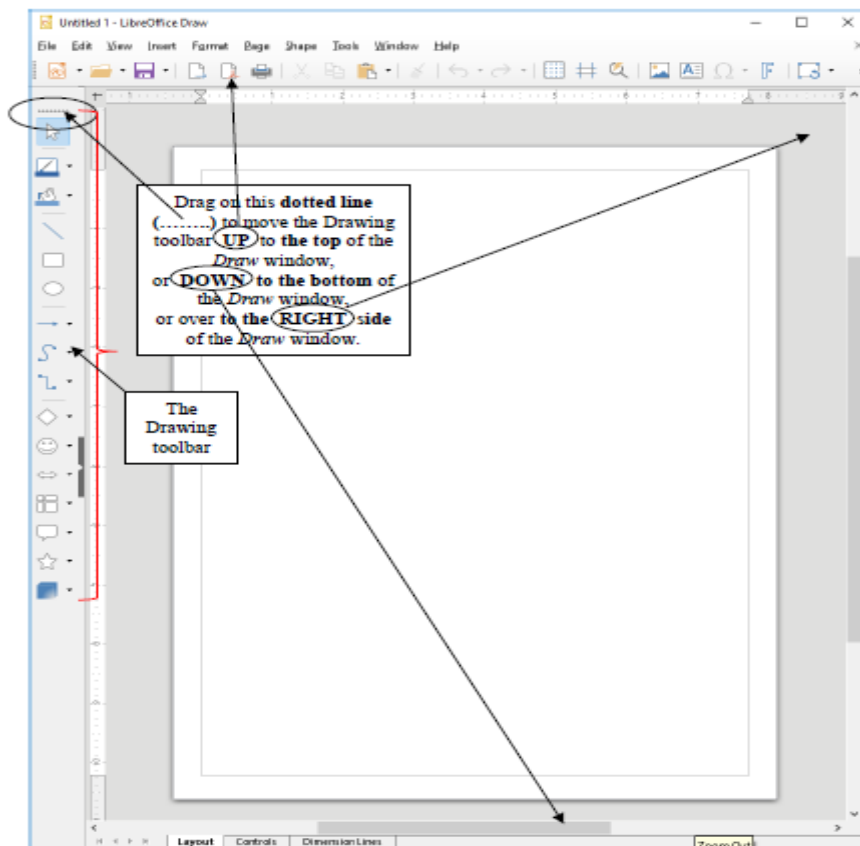 Untitled 1 - LibreOffice Draw
File Edit View Insert Format Page Shape Tools Window Help
Drag on this dotted line
(........) to move the Drawing
toolbar UP to the top of the
Draw window,
or DOWN to the bottom of
the Draw window,
or over to the RIGHT side
of the Draw window.
The
Drawing
toolbar
Layout Controls Dimension Lines
Zoom Out